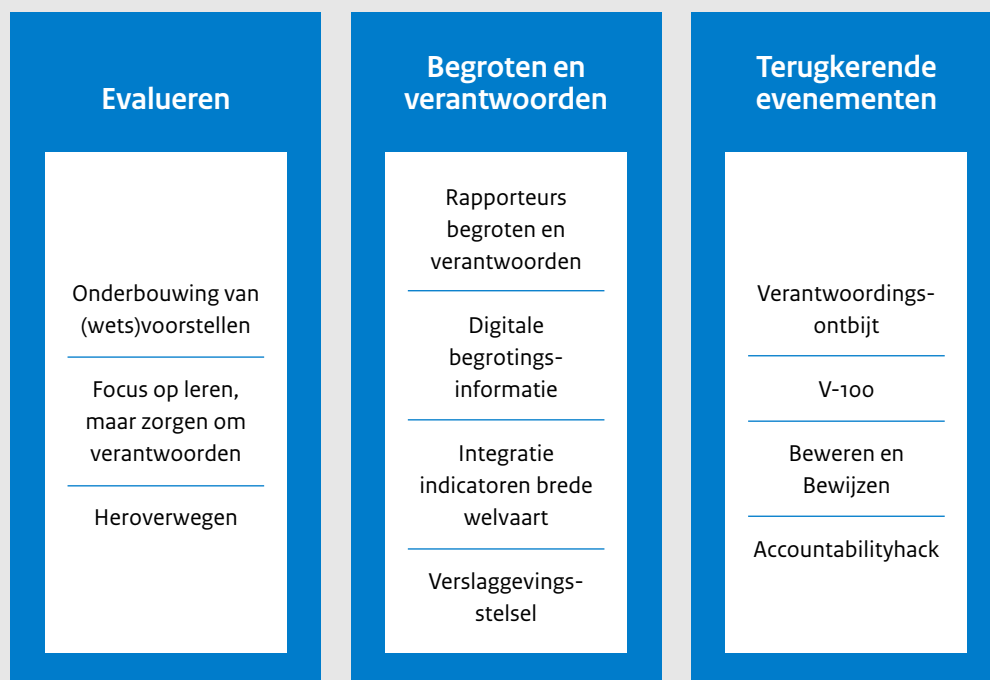 Evalueren
Onderbouwing van
(wets)voorstellen
Focus op leren,
maar zorgen om
verantwoorden
Heroverwegen
Begroten en
verantwoorden
Rapporteurs
begroten en
verantwoorden
Digitale
begrotings-
informatie
Integratie
indicatoren brede
welvaart
Verslaggevings-
stelsel
Terugkerende
evenementen
Verantwoordings-
ontbijt
V-100
Beweren en
Bewijzen
Accountabilityhack